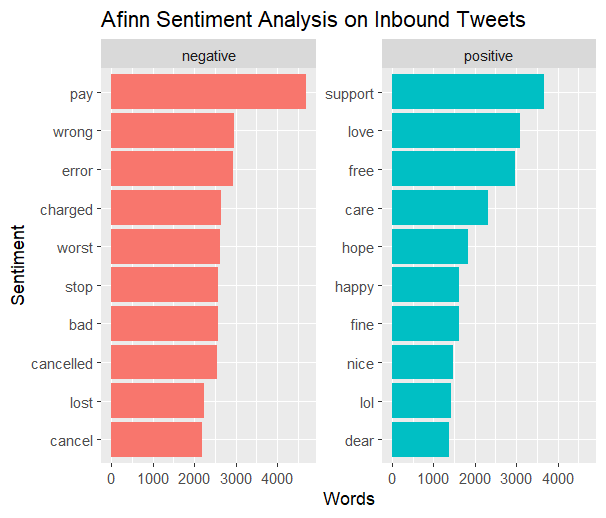 Afinn Sentiment Analysis on Inbound Tweets
negative
positive
Sentiment
pay
wrong
error
charged
worst
stop
bad
cancelled
lost
cancel
support
love
free
care
hope
happy
fine
nice
lol
dear
0 1000 2000 3000 4000
0 1000 2000 3000 4000
Words